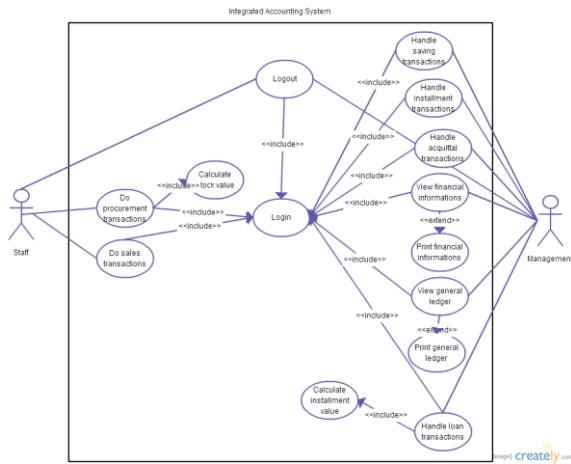 Integrated Accounting System
Handle
saving
transactions
Logout
<<include>>
Handle
installment
transactions
<<include>>
<<include>>
Handle
acquittal
transactions
Calculate
tock value
<<include>>
<<include>>
View financial
informations
<<include>>
Do
procurement
transactions
<<include>>
<<include>>
Login
<<extend>>
Staff
Do sales
transactions
Print financial
informations
Management
<<include>>
View general
ledger
<<include>>
<<extend>>
Print general
ledger
Calculate
installment
value
<<include>>
Handle loan
transactions
design]
creately.com